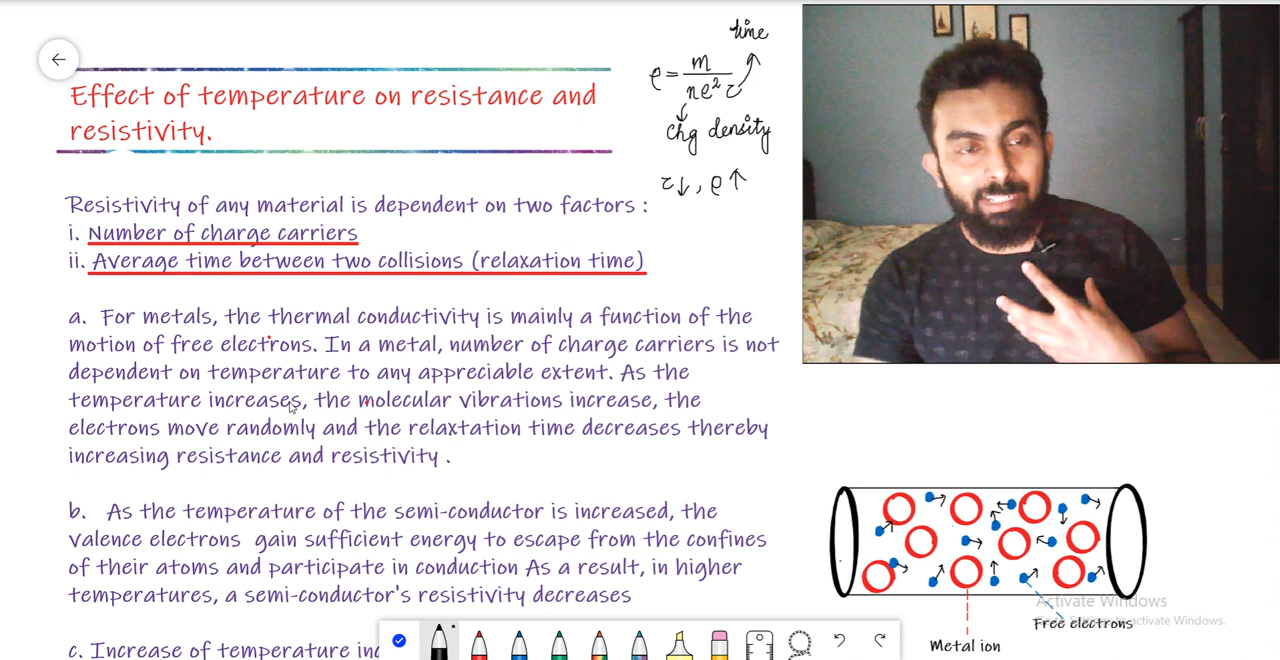 Effect of temperature on resistance and
resistivity.
time
ρ = m
ne²τ
chg density
τ↓, ρ↑
Resistivity of any material is dependent on two factors :
i. Number of charge carriers
ii. Average time between two collisions (relaxation time)
a. For metals, the thermal conductivity is mainly a function of the
motion of free electrons. In a metal, number of charge carriers is not
dependent on temperature to any appreciable extent. As the
temperature increases, the molecular vibrations increase, the
electrons move randomly and the relaxtation time decreases thereby
increasing resistance and resistivity .
b. As the temperature of the semi-conductor is increased, the
valence electrons gain sufficient energy to escape from the confines
of their atoms and participate in conduction As a result, in higher
temperatures, a semi-conductor's resistivity decreases
c. Increase of temperature inc
Activate Windows
to activate Windows.
Free electrons
Metal ion